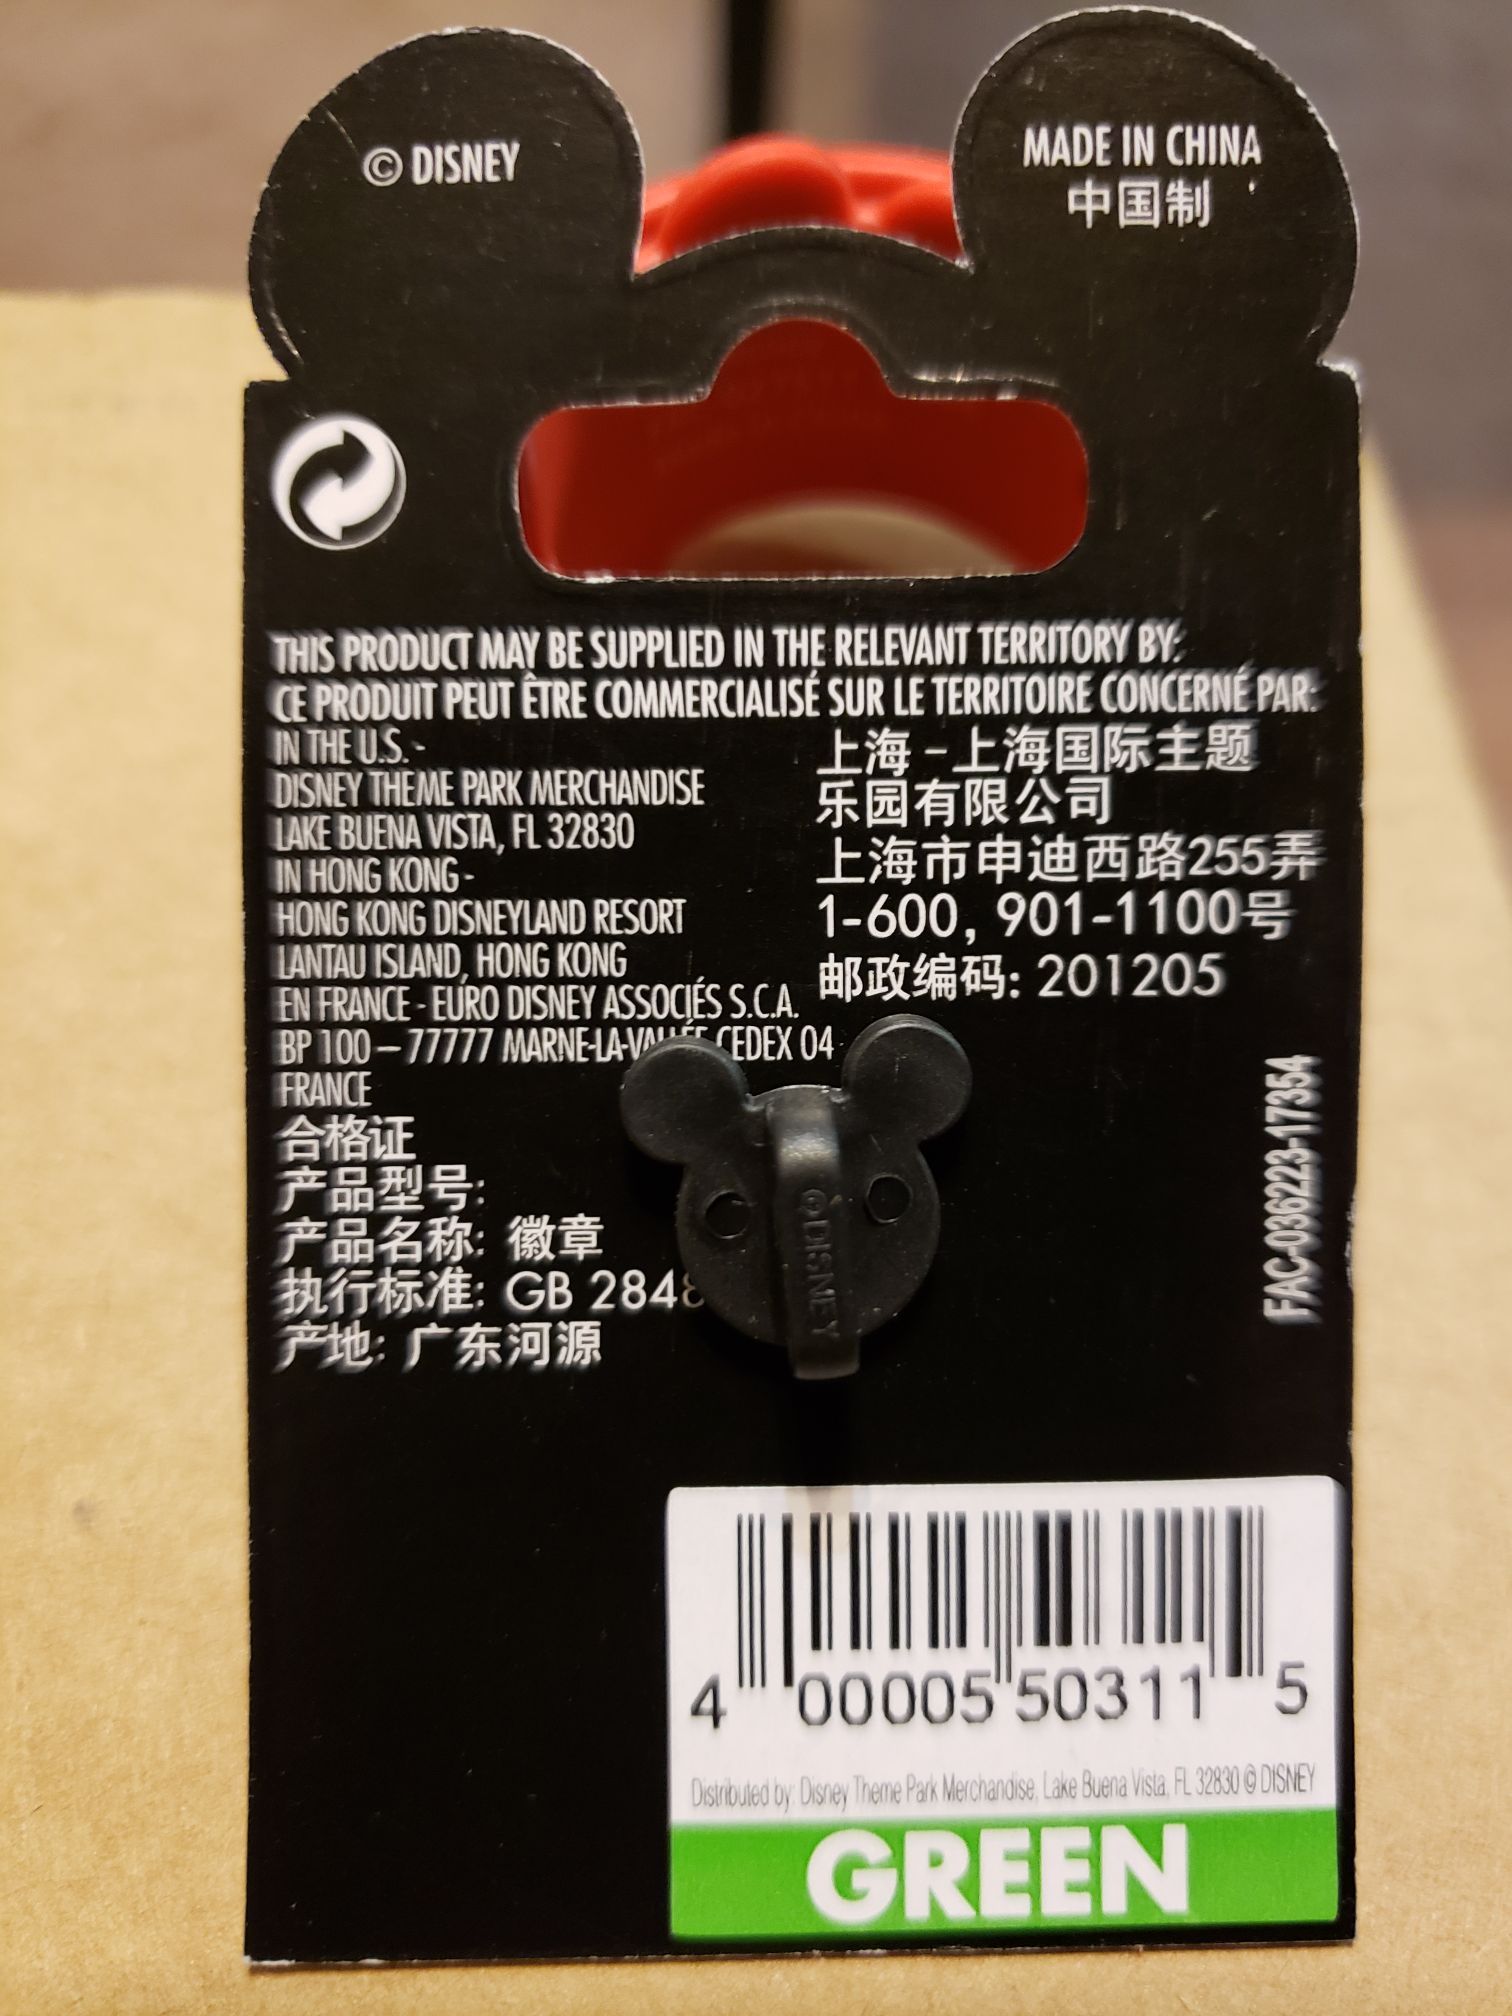 © DISNEY
MADE IN CHINA
中国制
THIS PRODUCT MAY BE SUPPLIED IN THE RELEVANT TERRITORY BY:
CE PRODUIT PEUT ÊTRE COMMERCIALISÉ SUR LE TERRITOIRE CONCERNÉ PAR:
IN THE U.S. -
DISNEY THEME PARK MERCHANDISE
LAKE BUENA VISTA, FL 32830
IN HONG KONG -
HONG KONG DISNEYLAND RESORT
LANTAU ISLAND, HONG KONG
EN FRANCE - EURO DISNEY ASSOCIÉS S.C.A.
BP 100 – 77777 MARNE-LA-VALLÉE CEDEX 04
FRANCE
上海 - 上海国际主题
乐园有限公司
上海市申迪西路255弄
1-600, 901-1100号
邮政编码: 201205
合格证
产品型号:
产品名称: 徽章
执行标准: GB 2848
产地: 广东河源
FAC-036223-17354
©DISNEY
4 00005 50311 5
Distributed by: Disney Theme Park Merchandise, Lake Buena Vista, FL 32830 © DISNEY
GREEN